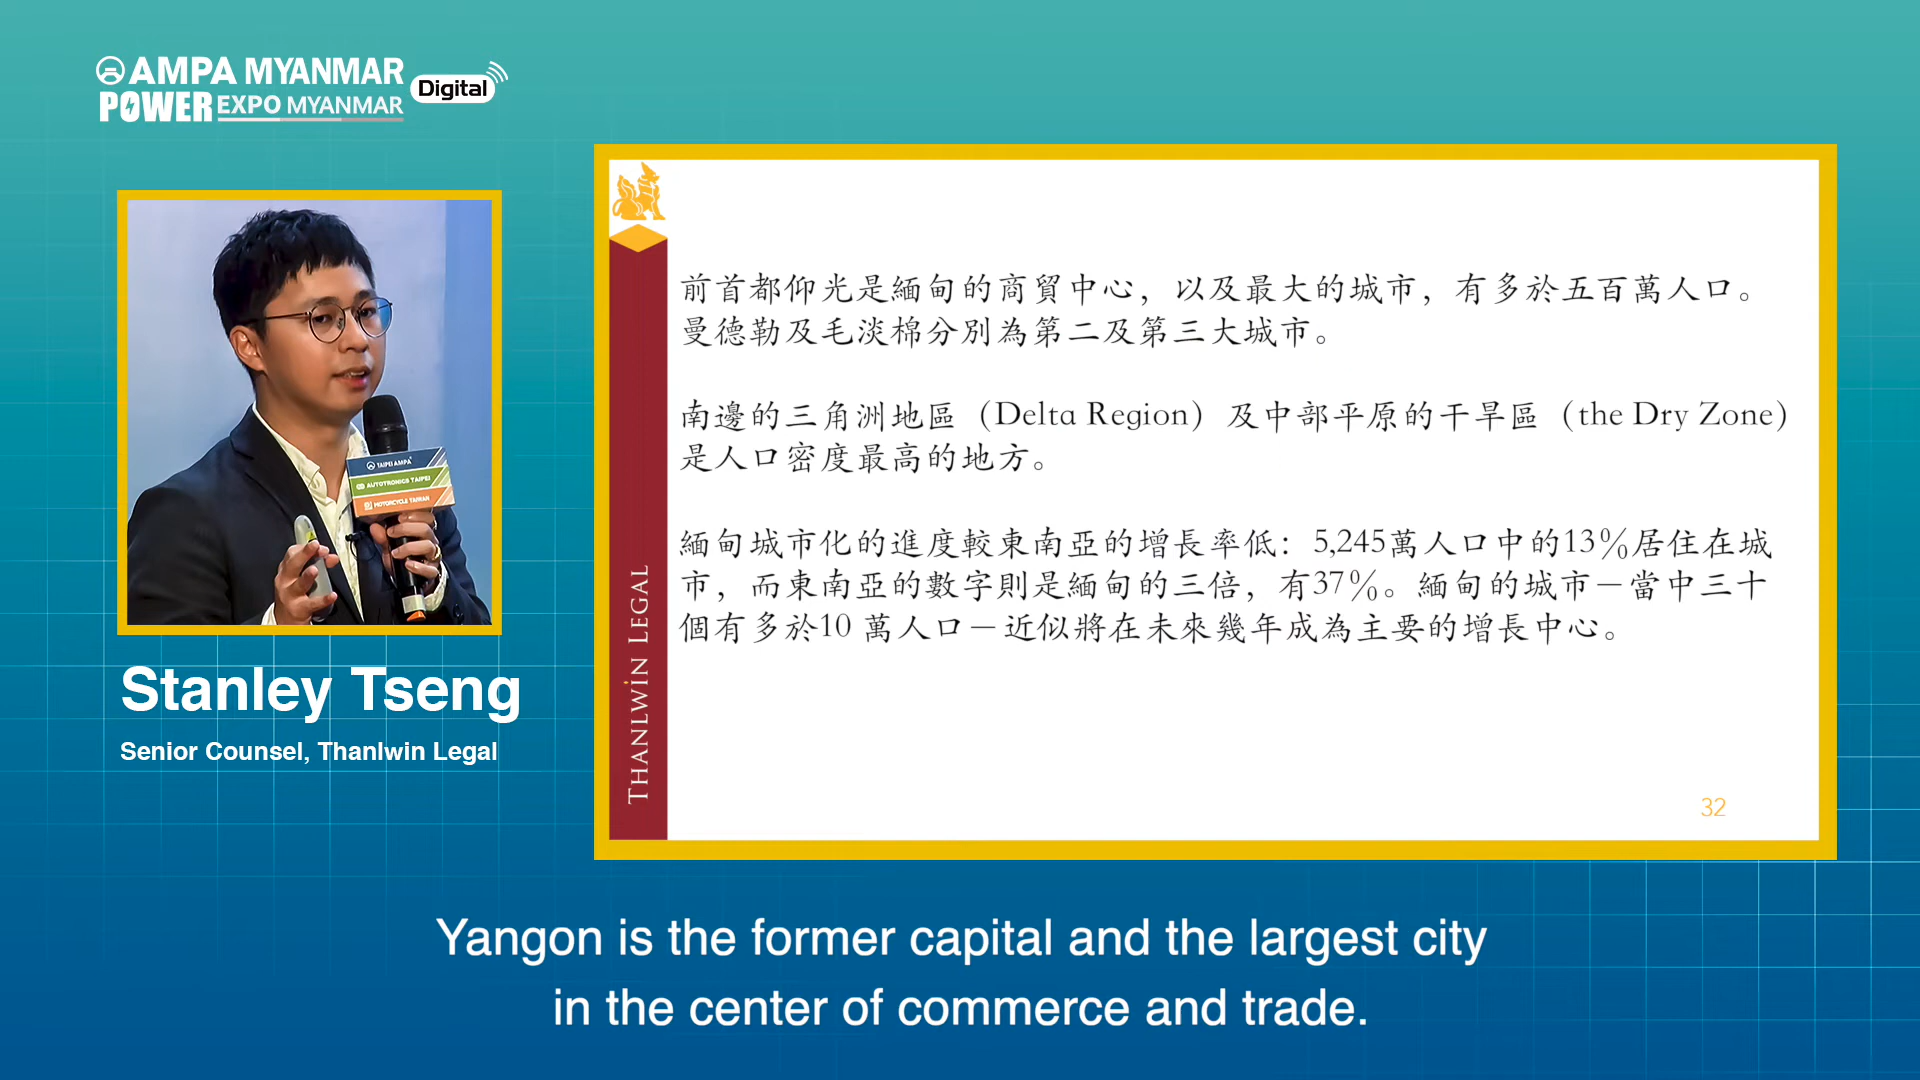 AMPA MYANMAR
POWER EXPO MYANMAR
Digital
TAIPEI AMPA
AUTOTRONICS TAIPEI
MOTORCYCLE TAIWAN
Stanley Tseng
Senior Counsel, Thanlwin Legal
THANLWIN LEGAL
前首都仰光是緬甸的商貿中心，以及最大的城市，有多於五百萬人口。
曼德勒及毛淡棉分別為第二及第三大城市。
南邊的三角洲地區（Delta Region）及中部平原的干旱區（the Dry Zone）
是人口密度最高的地方。
緬甸城市化的進度較東南亞的增長率低：5,245萬人口中的13%居住在城
市，而東南亞的數字則是緬甸的三倍，有37%。緬甸的城市－當中三十
個有多於10 萬人口－近似將在未來幾年成為主要的增長中心。
32
Yangon is the former capital and the largest city
in the center of commerce and trade.